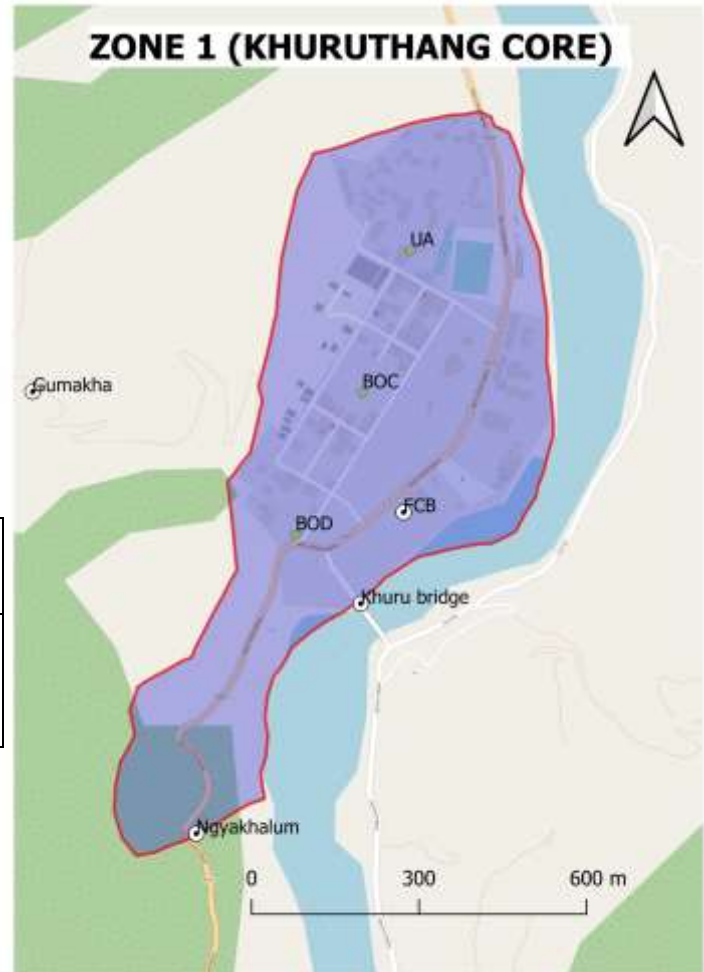 ZONE 1 (KHURUTHANG CORE)
UA
Gumakha
BOC
FCB
BOD
Khuru bridge
Ngyakhalum
0 300 600 m